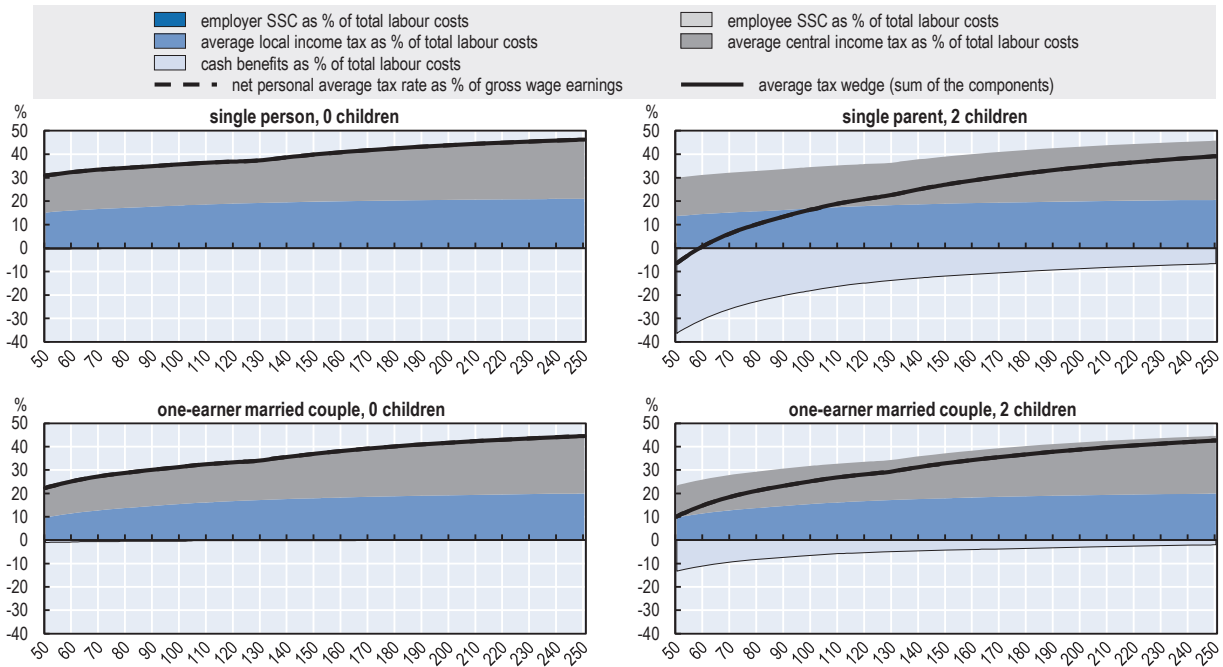 employer SSC as % of total labour costs
employee SSC as % of total labour costs
average local income tax as % of total labour costs
average central income tax as % of total labour costs
cash benefits as % of total labour costs
net personal average tax rate as % of gross wage earnings
average tax wedge (sum of the components)
%
single person, 0 children
50
40
30
20
10
0
-10
-20
-30
-40
50 60 70 80 90 100 110 120 130 140 150 160 170 180 190 200 210 220 230 240 250
%
single parent, 2 children
50
40
30
20
10
0
-10
-20
-30
-40
50 60 70 80 90 100 110 120 130 140 150 160 170 180 190 200 210 220 230 240 250
%
one-earner married couple, 0 children
50
40
30
20
10
0
-10
-20
-30
-40
50 60 70 80 90 100 110 120 130 140 150 160 170 180 190 200 210 220 230 240 250
%
one-earner married couple, 2 children
50
40
30
20
10
0
-10
-20
-30
-40
50 60 70 80 90 100 110 120 130 140 150 160 170 180 190 200 210 220 230 240 250